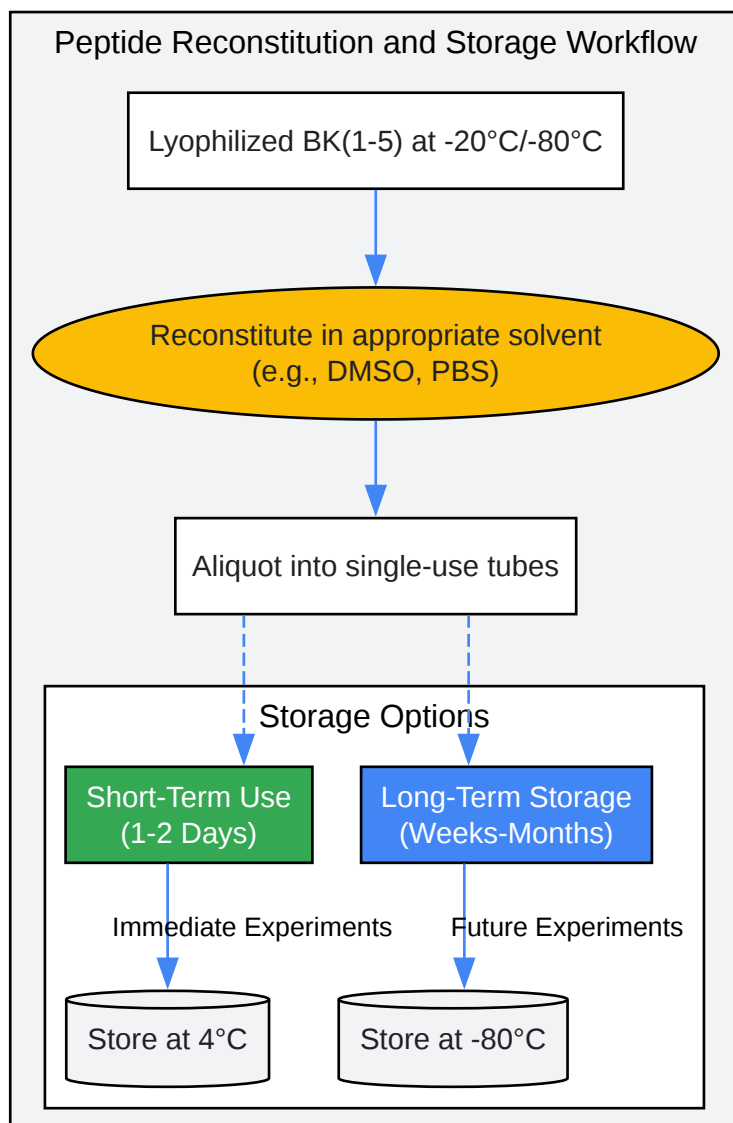 Peptide Reconstitution and Storage Workflow
Lyophilized BK(1-5) at -20°C/-80°C
Reconstitute in appropriate solvent
(e.g., DMSO, PBS)
Aliquot into single-use tubes
Storage Options
Short-Term Use
(1-2 Days)
Long-Term Storage
(Weeks-Months)
Immediate Experiments
Future Experiments
Store at 4°C
Store at -80°C